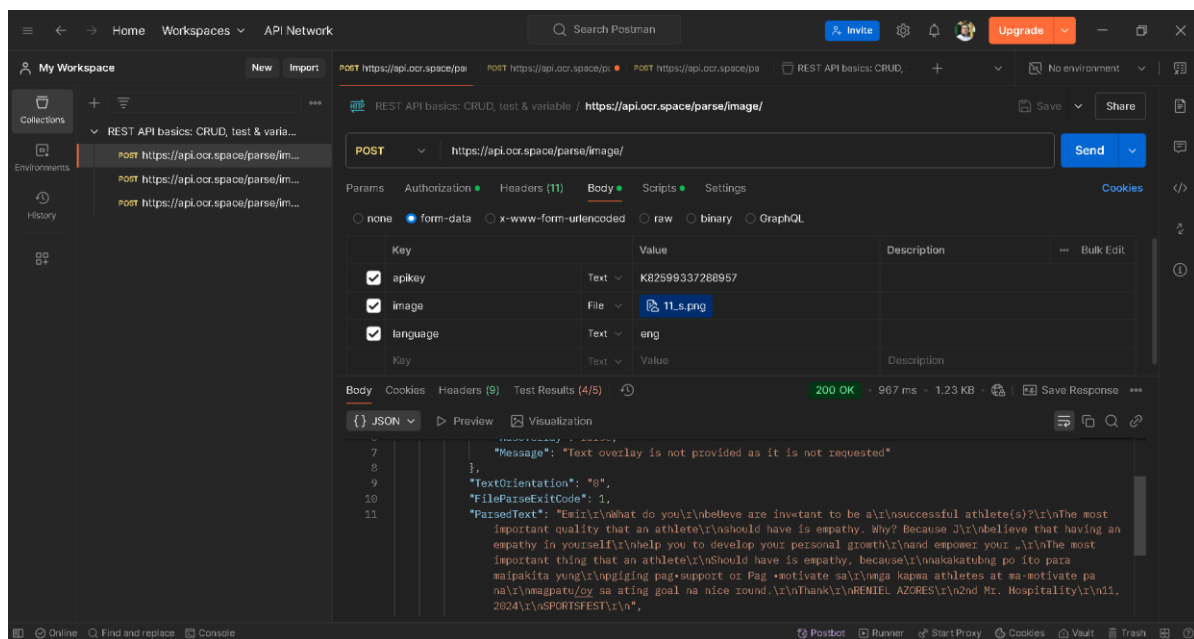 Home Workspaces API Network Search Postman Invite Upgrade
My Workspace New Import POST https://api.ocr.space/pa POST https://api.ocr.space/p POST https://api.ocr.space/pa REST API basics: CRUD, No environment
Collections
Environments
History
REST API basics: CRUD, test & varia...
POST https://api.ocr.space/parse/im...
POST https://api.ocr.space/parse/im...
POST https://api.ocr.space/parse/im...
HTTP REST API basics: CRUD, test & variable / https://api.ocr.space/parse/image/ Save Share
POST https://api.ocr.space/parse/image/ Send
Params Authorization Headers (11) Body Scripts Settings Cookies
none form-data x-www-form-urlencoded raw binary GraphQL
Key Value Description Bulk Edit
apikey Text K82599337288957
image File 11_s.png
language Text eng
Key Text Value Description
Body Cookies Headers (9) Test Results (4/5) 200 OK 967 ms 1.23 KB Save Response
{} JSON Preview Visualization
7 "Message": "Text overlay is not provided as it is not requested"
8 },
9 "TextOrientation": "0",
10 "FileParseExitCode": 1,
11 "ParsedText": "Emir\r\nWhat do you\r\nbeUeve are inv«tant to be a\r\nsuccessful athlete{s)?\r\nThe most
important quality that an athlete\r\nshould have is empathy. Why? Because J\r\nbelieve that having an
empathy in yourself\r\nhelp you to develop your personal growth\r\nand empower your „\r\nThe most
important thing that an athlete\r\nShould have is empathy, because\r\nnakakatubng po ito para
maipakita yung\r\npgiging pag•support or Pag •motivate sa\r\nmga kapwa athletes at ma-motivate pa
na\r\nmagpatu/oy sa ating goal na nice round.\r\nThank\r\nRENIEL AZORES\r\n2nd Mr. Hospitality\r\n11,
2024\r\nSPORTSFEST\r\n",
Online Find and replace Console Postbot Runner Start Proxy Cookies Vault Trash